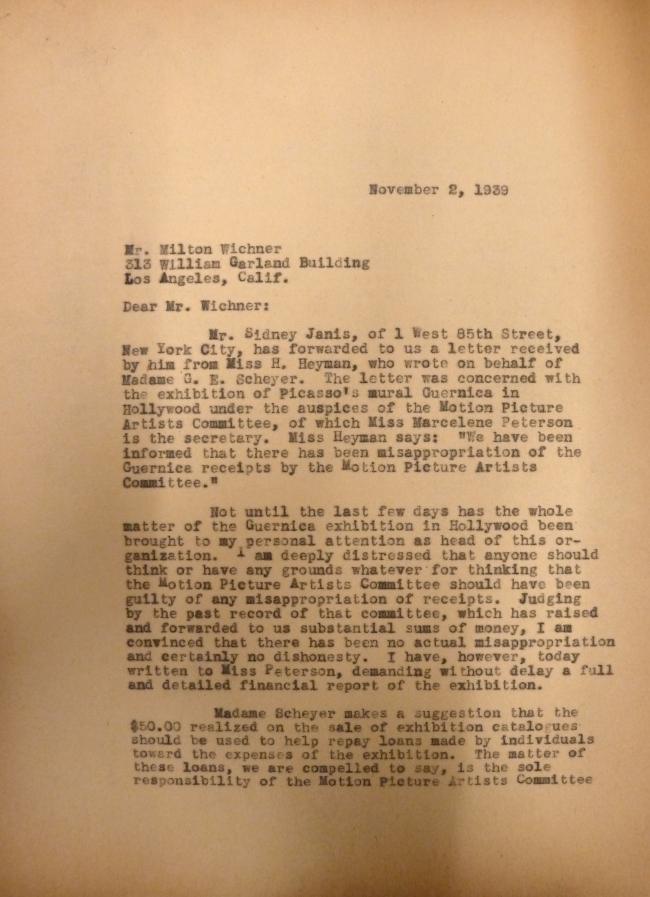 November 2, 1939
Mr. Milton Wichner
313 William Garland Building
Los Angeles, Calif.
Dear Mr. Wichner:
Mr. Sidney Janis, of 1 West 85th Street,
New York City, has forwarded to us a letter received
by him from Miss H. Heyman, who wrote on behalf of
Madame G. E. Scheyer. The letter was concerned with
the exhibition of Picasso's mural Guernica in
Hollywood under the auspices of the Motion Picture
Artists Committee, of which Miss Marcelene Peterson
is the secretary. Miss Heyman says: "We have been
informed that there has been misappropriation of the
Guernica receipts by the Motion Picture Artists
Committee."
Not until the last few days has the whole
matter of the Guernica exhibition in Hollywood been
brought to my personal attention as head of this or-
ganization. I am deeply distressed that anyone should
think or have any grounds whatever for thinking that
the Motion Picture Artists Committee should have been
guilty of any misappropriation of receipts. Judging
by the past record of that committee, which has raised
and forwarded to us substantial sums of money, I am
convinced that there has been no actual misappropriation
and certainly no dishonesty. I have, however, today
written to Miss Peterson, demanding without delay a full
and detailed financial report of the exhibition.
Madame Scheyer makes a suggestion that the
$50.00 realized on the sale of exhibition catalogues
should be used to help repay loans made by individuals
toward the expenses of the exhibition. The matter of
these loans, we are compelled to say, is the sole
responsibility of the Motion Picture Artists Committee